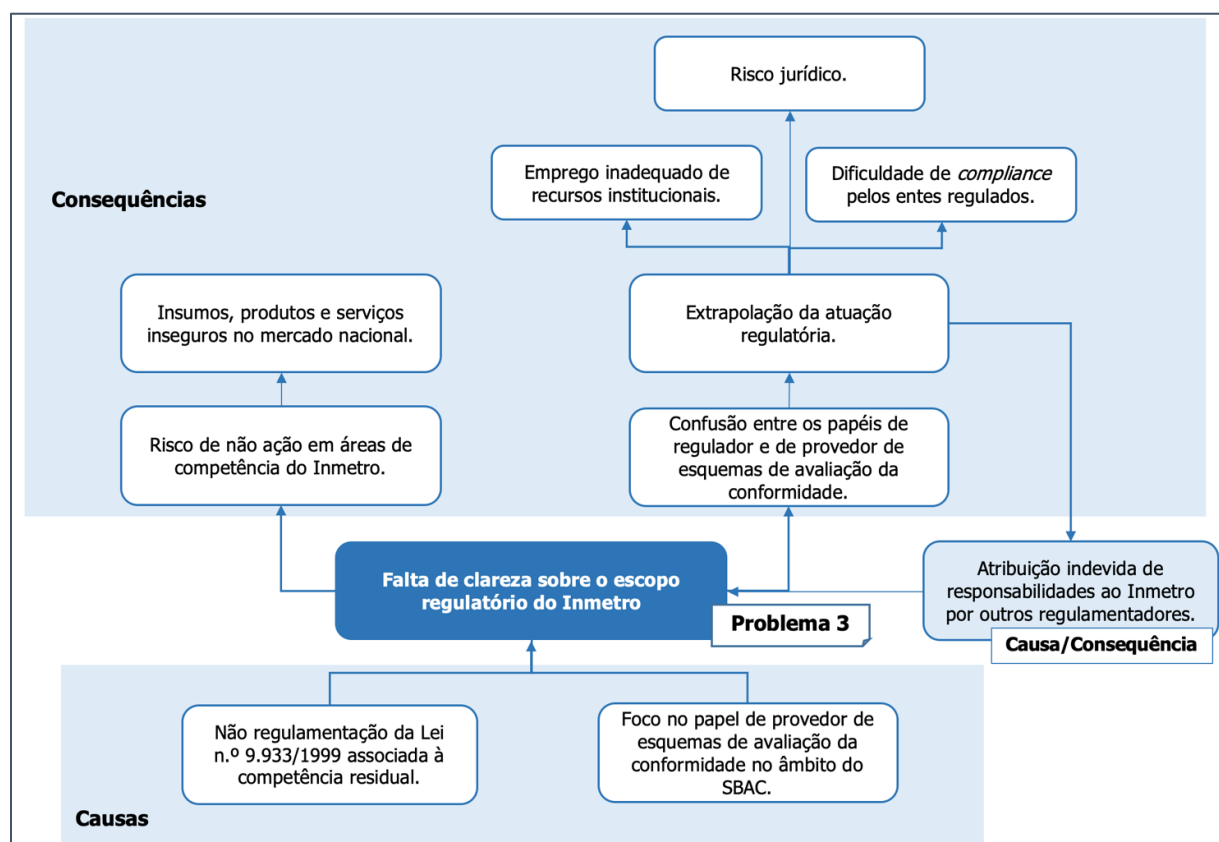 Risco jurídico.
Emprego inadequado de
recursos institucionais.
Dificuldade de compliance
pelos entes regulados.
Consequências
Insumos, produtos e serviços
inseguros no mercado nacional.
Extrapolação da atuação
regulatória.
Risco de não ação em áreas de
competência do Inmetro.
Confusão entre os papéis de
regulador e de provedor de
esquemas de avaliação da
conformidade.
Falta de clareza sobre o escopo
regulatório do Inmetro
Problema 3
Atribuição indevida de
responsabilidades ao Inmetro
por outros regulamentadores.
Causa/Consequência
Não regulamentação da Lei
n.º 9.933/1999 associada à
competência residual.
Foco no papel de provedor de
esquemas de avaliação da
conformidade no âmbito do
SBAC.
Causas